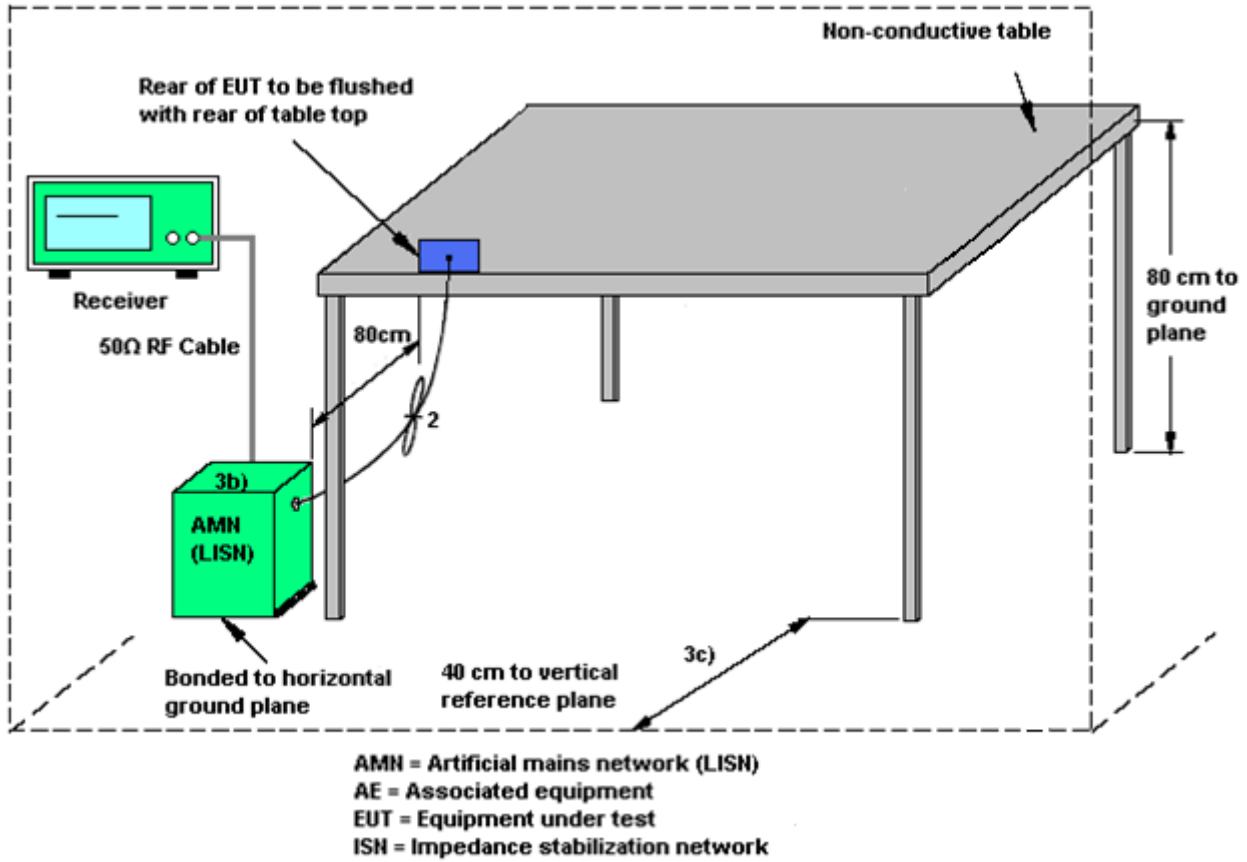 Non-conductive table
Rear of EUT to be flushed
with rear of table top
Receiver
50Ω RF Cable
80cm
80 cm to
ground
plane
2
3b)
AMN
(LISN)
Bonded to horizontal
ground plane
40 cm to vertical
reference plane
3c)
AMN = Artificial mains network (LISN)
AE = Associated equipment
EUT = Equipment under test
ISN = Impedance stabilization network